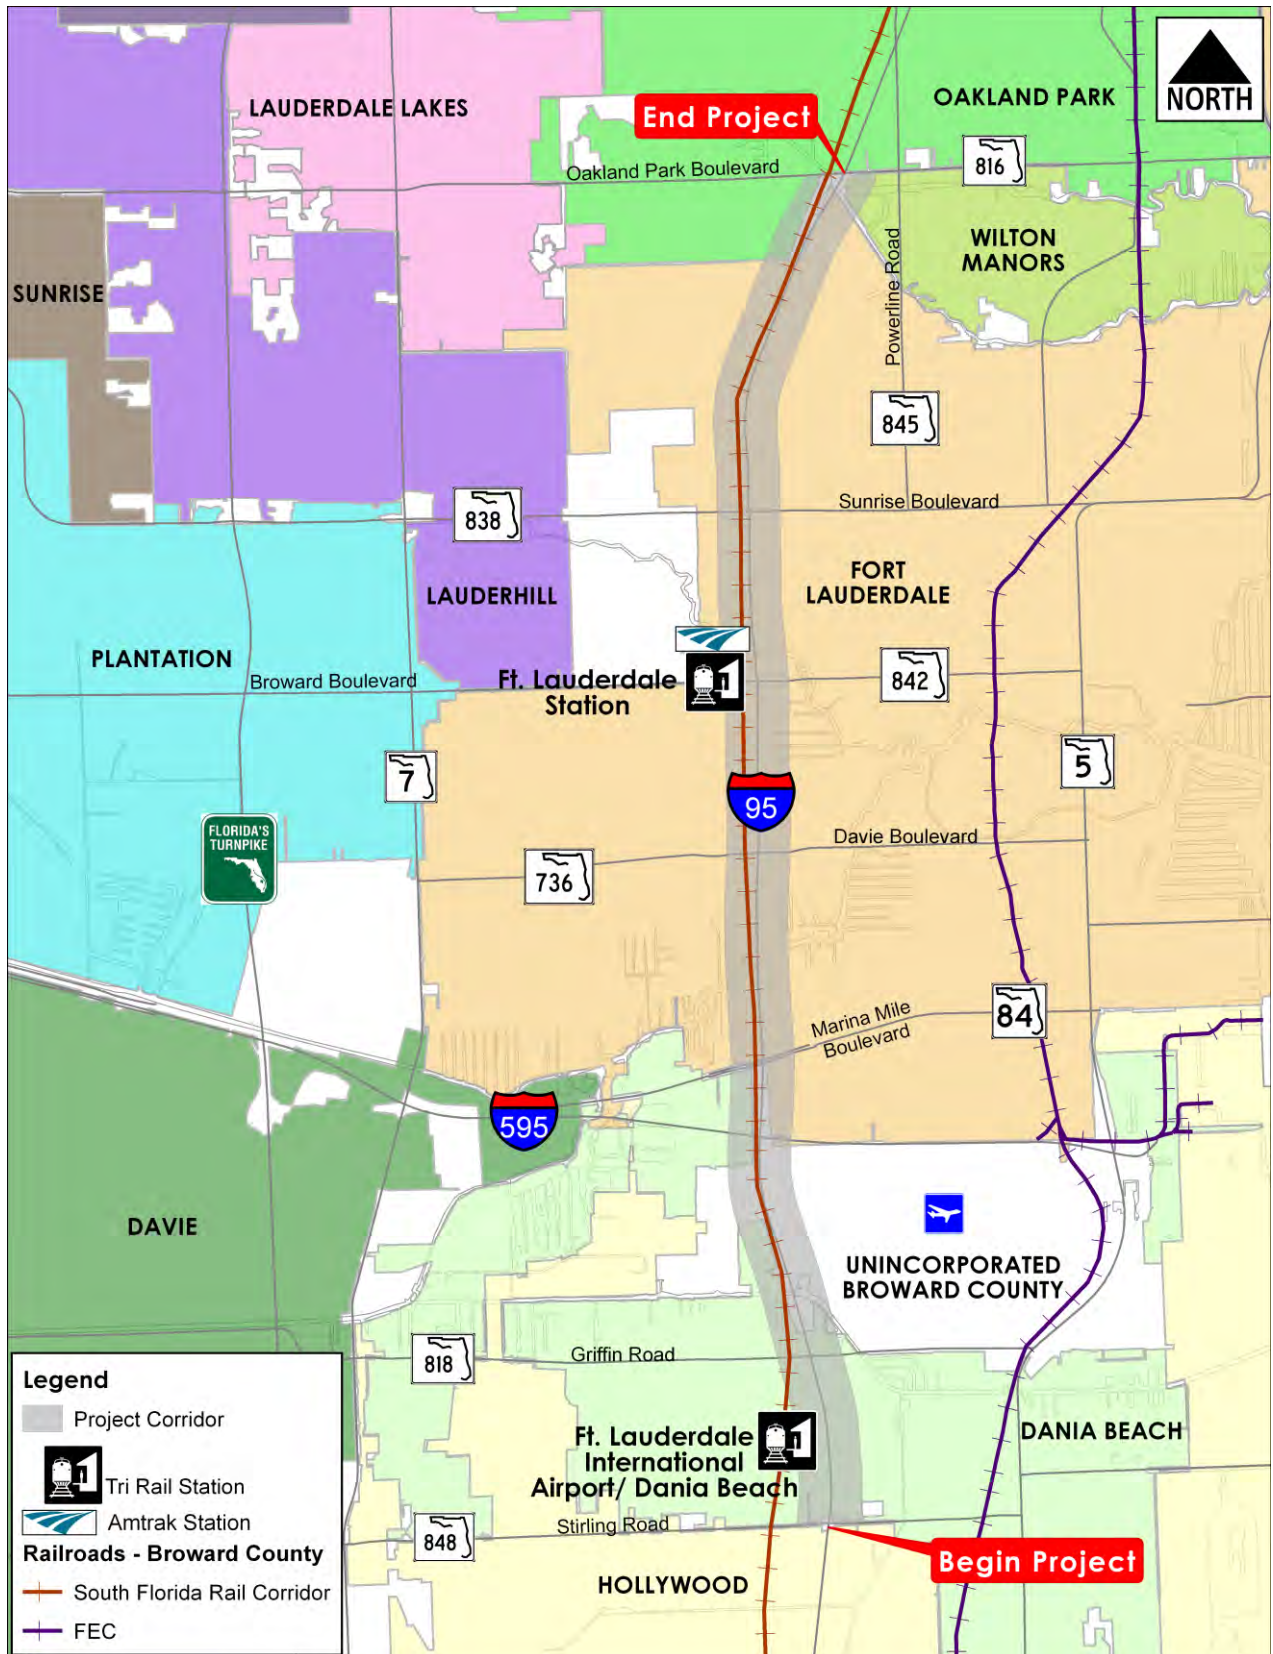 LAUDERDALE LAKES
OAKLAND PARK
NORTH
End Project
Oakland Park Boulevard
816
WILTON
MANORS
SUNRISE
Powerline Road
845
Sunrise Boulevard
838
FORT
LAUDERDALE
LAUDERHILL
PLANTATION
Broward Boulevard
Ft. Lauderdale
Station
842
7
5
95
FLORIDA'S
TURNPIKE
Davie Boulevard
736
Marina Mile
Boulevard
84
595
DAVIE
UNINCORPORATED
BROWARD COUNTY
818
Griffin Road
Ft. Lauderdale
International
Airport/ Dania Beach
DANIA BEACH
848
Stirling Road
Begin Project
HOLLYWOOD
Legend
Project Corridor
Tri Rail Station
Amtrak Station
Railroads - Broward County
South Florida Rail Corridor
FEC